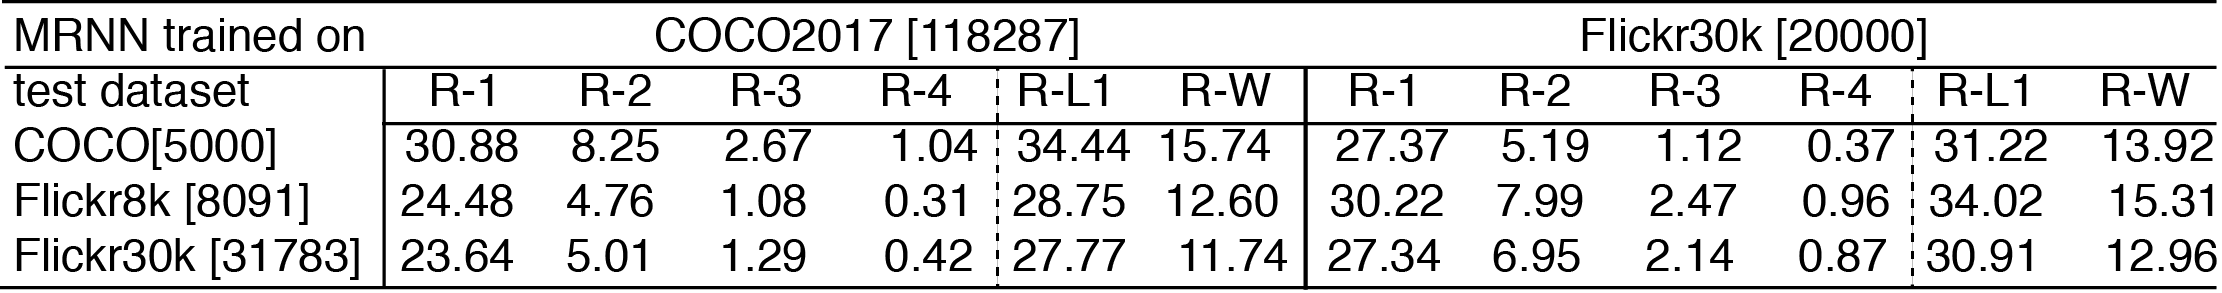 MRNN trained on COCO2017 [118287] Flickr30k [20000]
test dataset R-1 R-2 R-3 R-4 R-L1 R-W R-1 R-2 R-3 R-4 R-L1 R-W
COCO[5000] 30.88 8.25 2.67 1.04 34.44 15.74 27.37 5.19 1.12 0.37 31.22 13.92
Flickr8k [8091] 24.48 4.76 1.08 0.31 28.75 12.60 30.22 7.99 2.47 0.96 34.02 15.31
Flickr30k [31783] 23.64 5.01 1.29 0.42 27.77 11.74 27.34 6.95 2.14 0.87 30.91 12.96